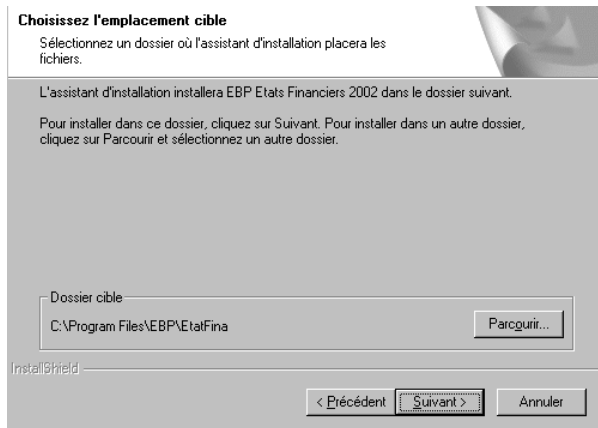 Choisissez l'emplacement cible
Sélectionnez un dossier où l'assistant d'installation placera les
fichiers.
L'assistant d'installation installera EBP Etats Financiers 2002 dans le dossier suivant.
Pour installer dans ce dossier, cliquez sur Suivant. Pour installer dans un autre dossier,
cliquez sur Parcourir et sélectionnez un autre dossier.
Dossier cible
C:\Program Files\EBP\EtatFina
Parcourir...
InstallShield
< Précédent
Suivant >
Annuler